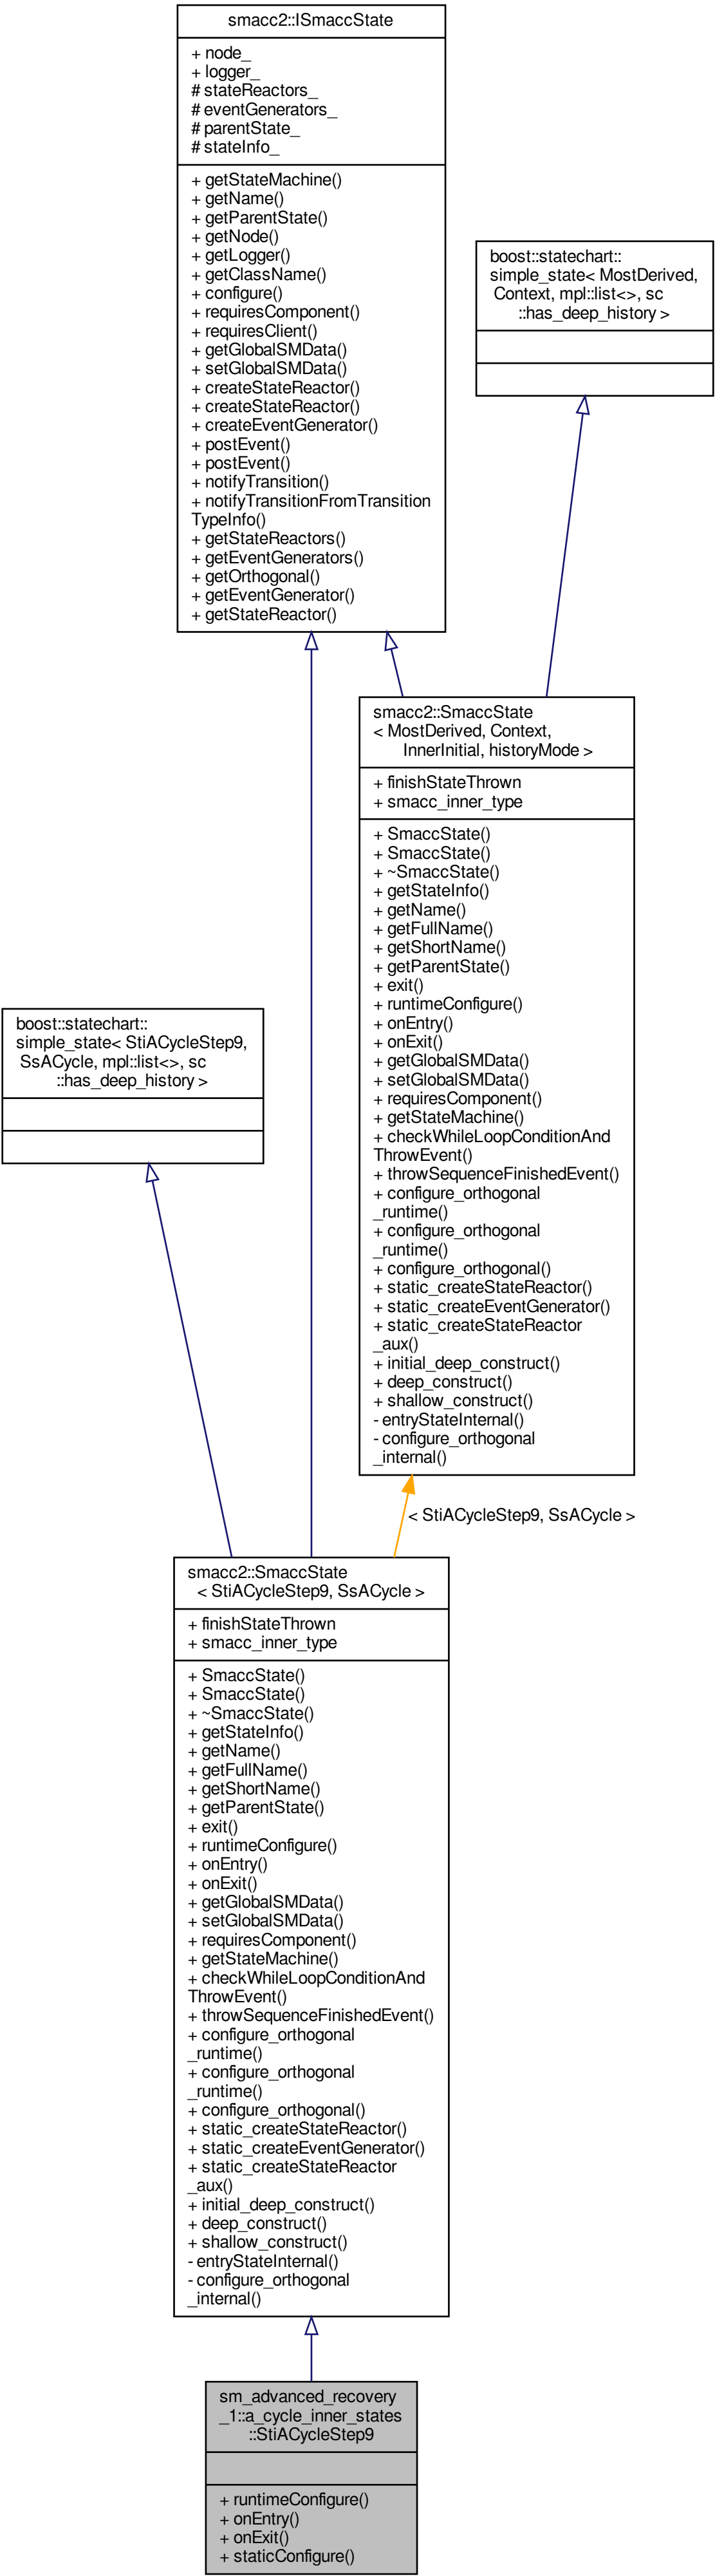 smacc2::ISmaccState
+ node_
+ logger_
# stateReactors_
# eventGenerators_
# parentState_
# stateInfo_
+ getStateMachine()
+ getName()
+ getParentState()
+ getNode()
+ getLogger()
+ getClassName()
+ configure()
+ requiresComponent()
+ requiresClient()
+ getGlobalSMData()
+ setGlobalSMData()
+ createStateReactor()
+ createStateReactor()
+ createEventGenerator()
+ postEvent()
+ postEvent()
+ notifyTransition()
+ notifyTransitionFromTransition
TypeInfo()
+ getStateReactors()
+ getEventGenerators()
+ getOrthogonal()
+ getEventGenerator()
+ getStateReactor()
boost::statechart::
simple_state< MostDerived,
Context, mpl::list<>, sc
::has_deep_history >
smacc2::SmaccState
< MostDerived, Context,
InnerInitial, historyMode >
+ finishStateThrown
+ smacc_inner_type
+ SmaccState()
+ SmaccState()
+ ~SmaccState()
+ getStateInfo()
+ getName()
+ getFullName()
+ getShortName()
+ getParentState()
+ exit()
+ runtimeConfigure()
+ onEntry()
+ onExit()
+ getGlobalSMData()
+ setGlobalSMData()
+ requiresComponent()
+ getStateMachine()
+ checkWhileLoopConditionAnd
ThrowEvent()
+ throwSequenceFinishedEvent()
+ configure_orthogonal
_runtime()
+ configure_orthogonal
_runtime()
+ configure_orthogonal()
+ static_createStateReactor()
+ static_createEventGenerator()
+ static_createStateReactor
_aux()
+ initial_deep_construct()
+ deep_construct()
+ shallow_construct()
- entryStateInternal()
- configure_orthogonal
_internal()
boost::statechart::
simple_state< StiACycleStep9,
SsACycle, mpl::list<>, sc
::has_deep_history >
< StiACycleStep9, SsACycle >
smacc2::SmaccState
< StiACycleStep9, SsACycle >
+ finishStateThrown
+ smacc_inner_type
+ SmaccState()
+ SmaccState()
+ ~SmaccState()
+ getStateInfo()
+ getName()
+ getFullName()
+ getShortName()
+ getParentState()
+ exit()
+ runtimeConfigure()
+ onEntry()
+ onExit()
+ getGlobalSMData()
+ setGlobalSMData()
+ requiresComponent()
+ getStateMachine()
+ checkWhileLoopConditionAnd
ThrowEvent()
+ throwSequenceFinishedEvent()
+ configure_orthogonal
_runtime()
+ configure_orthogonal
_runtime()
+ configure_orthogonal()
+ static_createStateReactor()
+ static_createEventGenerator()
+ static_createStateReactor
_aux()
+ initial_deep_construct()
+ deep_construct()
+ shallow_construct()
- entryStateInternal()
- configure_orthogonal
_internal()
sm_advanced_recovery
_1::a_cycle_inner_states
::StiACycleStep9
+ runtimeConfigure()
+ onEntry()
+ onExit()
+ staticConfigure()